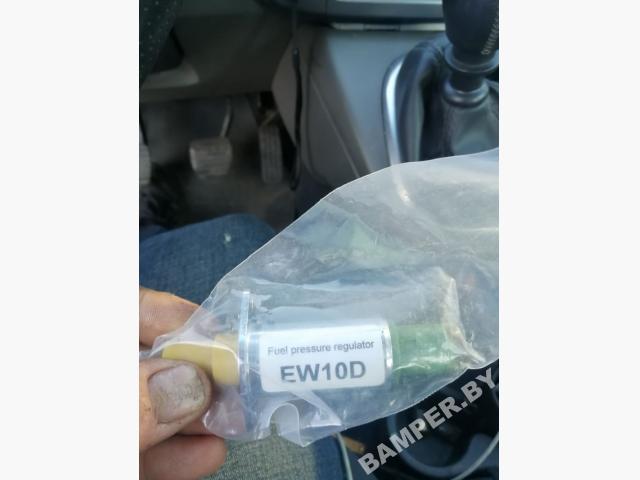 Fuel pressure regulator
EW10D
BAMPER.BY